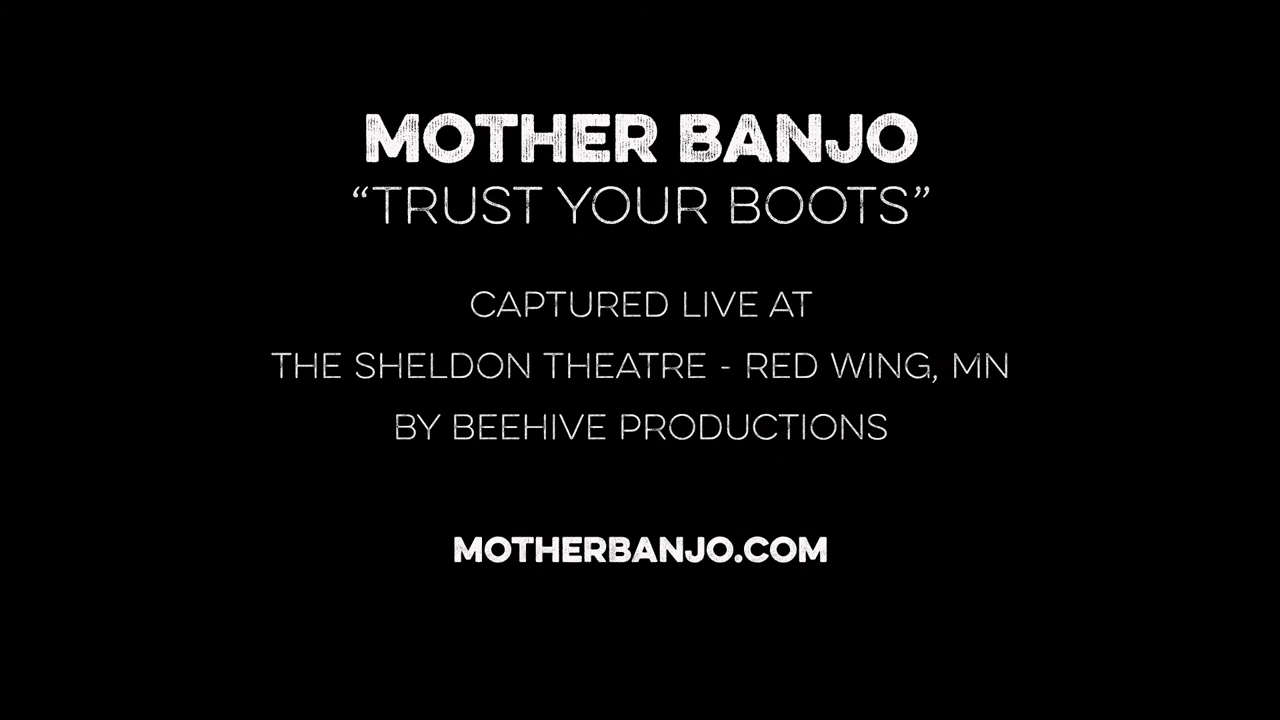 MOTHER BANJO
“TRUST YOUR BOOTS”
CAPTURED LIVE AT
THE SHELDON THEATRE - RED WING, MN
BY BEEHIVE PRODUCTIONS
MOTHERBANJO.COM